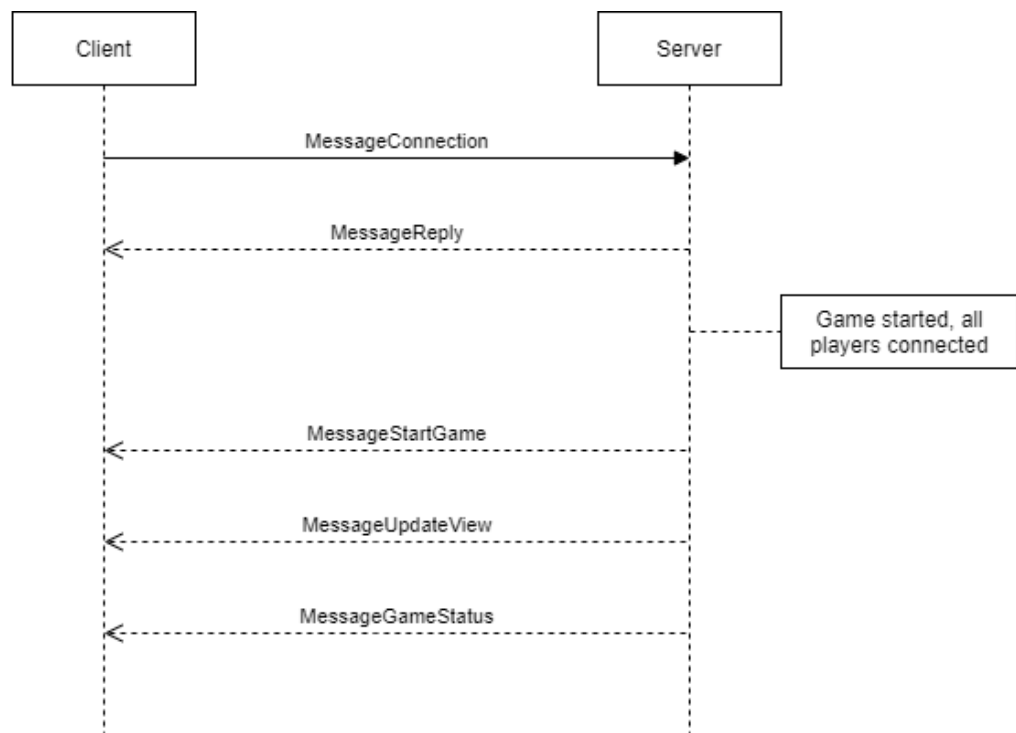 Client
Server
MessageConnection
MessageReply
Game started, all
players connected
MessageStartGame
MessageUpdateView
MessageGameStatus